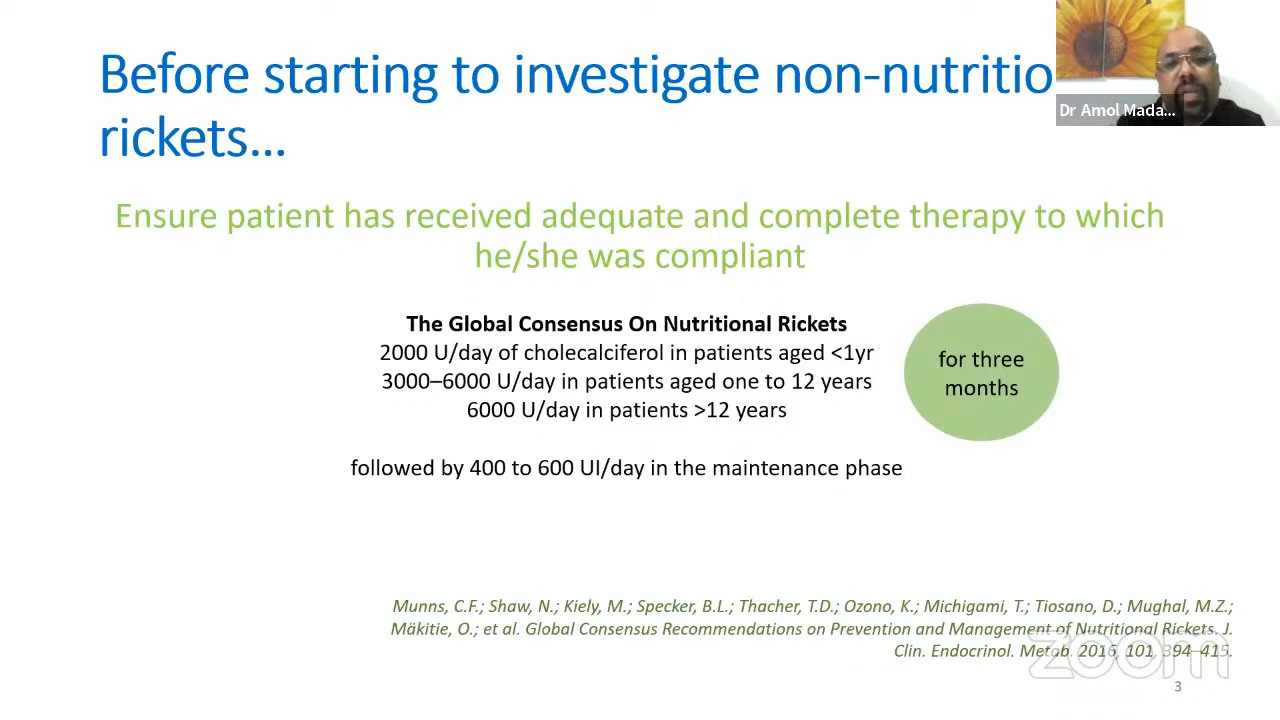 Before starting to investigate non-nutritio
rickets...
Dr Amol Mada...
Ensure patient has received adequate and complete therapy to which
he/she was compliant
The Global Consensus On Nutritional Rickets
2000 U/day of cholecalciferol in patients aged <1yr
3000–6000 U/day in patients aged one to 12 years
6000 U/day in patients >12 years
for three
months
followed by 400 to 600 UI/day in the maintenance phase
Munns, C.F.; Shaw, N.; Kiely, M.; Specker, B.L.; Thacher, T.D.; Ozono, K.; Michigami, T.; Tiosano, D.; Mughal, M.Z.;
Mäkitie, O.; et al. Global Consensus Recommendations on Prevention and Management of Nutritional Rickets. J.
Clin. Endocrinol. Metab. 2016, 101, 394–415.
zoom
3